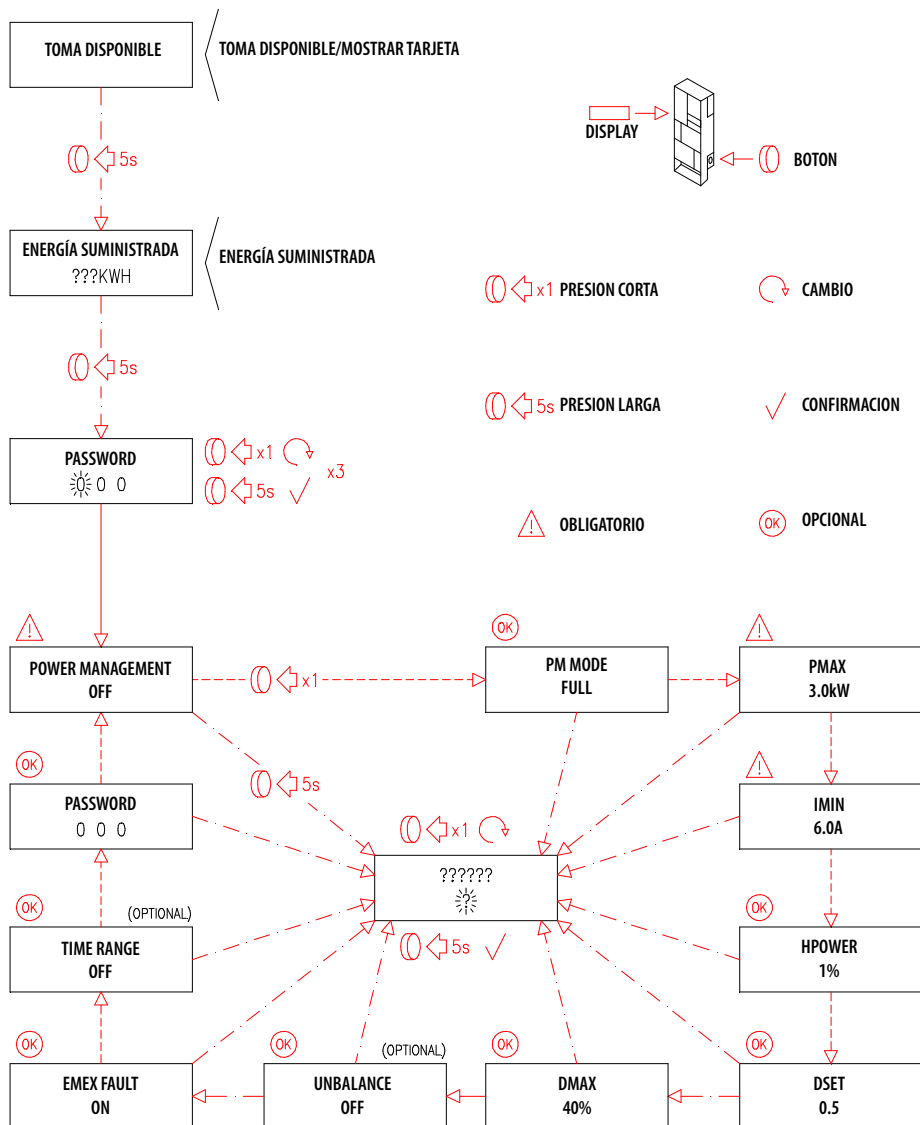 TOMA DISPONIBLE
TOMA DISPONIBLE/MOSTRAR TARJETA
DISPLAY
BOTON
5s
ENERGÍA SUMINISTRADA
???KWH
ENERGÍA SUMINISTRADA
x1 PRESION CORTA
CAMBIO
5s
5s PRESION LARGA
CONFIRMACION
PASSWORD
0 0 0
x1
5s
x3
OBLIGATORIO
OK OPCIONAL
POWER MANAGEMENT
OFF
x1
OK
PM MODE
FULL
PMAX
3.0kW
5s
OK
PASSWORD
0 0 0
IMIN
6.0A
x1
??????
?
5s
OK
(OPTIONAL)
TIME RANGE
OFF
OK
HPOWER
1%
OK
EMEX FAULT
ON
OK
(OPTIONAL)
UNBALANCE
OFF
OK
DMAX
40%
OK
DSET
0.5